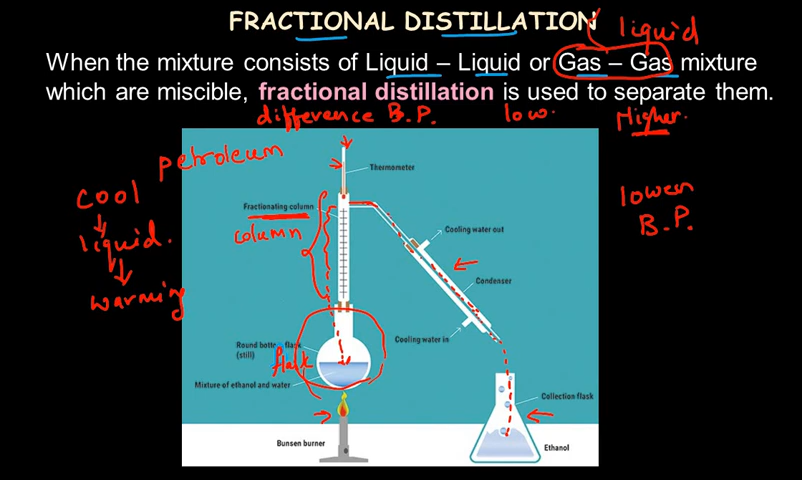 FRACTIONAL DISTILLATION
liquid
When the mixture consists of Liquid – Liquid or Gas – Gas mixture
which are miscible, fractional distillation is used to separate them.
difference B.P. low. Higher.
petroleum
Thermometer
cool
lower
B.P.
Fractionating column
column
liquid.
Cooling water out
Condenser
warming
Cooling water in
Round bottom flask
(still)
flask
Mixture of ethanol and water
Collection flask
Bunsen burner
Ethanol